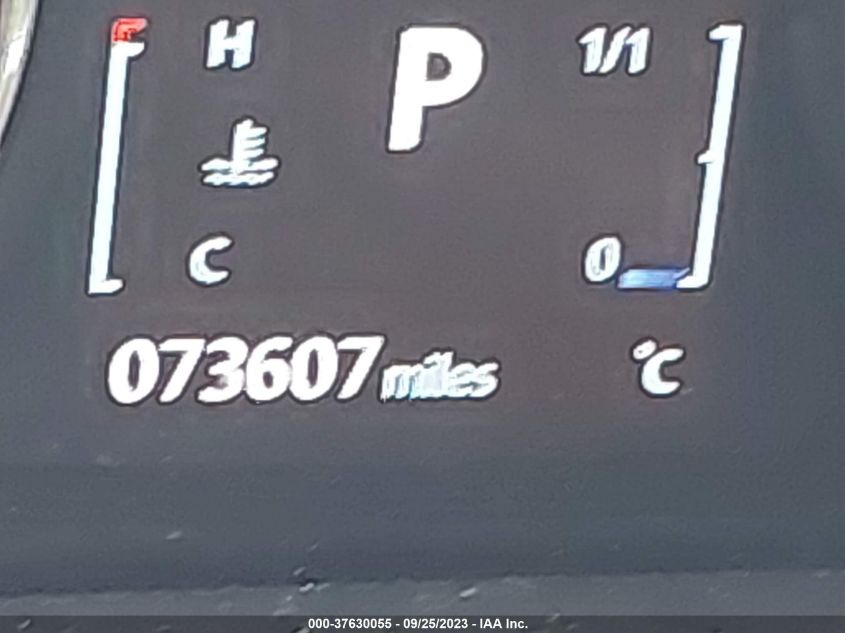 H P 1/1
C 0
073607 miles °C
000-37630055 - 09/25/2023 - IAA Inc.